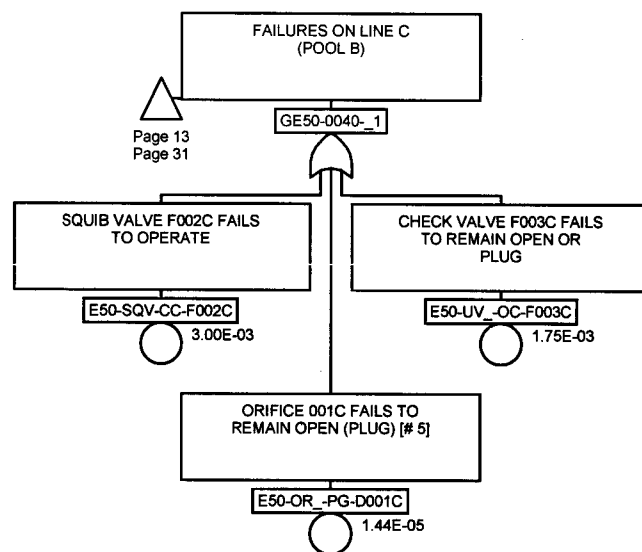 FAILURES ON LINE C
(POOL B)
Page 13
Page 31
GE50-0040-_1
SQUIB VALVE F002C FAILS
TO OPERATE
E50-SQV-CC-F002C
3.00E-03
CHECK VALVE F003C FAILS
TO REMAIN OPEN OR
PLUG
E50-UV_-OC-F003C
1.75E-03
ORIFICE 001C FAILS TO
REMAIN OPEN (PLUG) [# 5]
E50-OR_-PG-D001C
1.44E-05